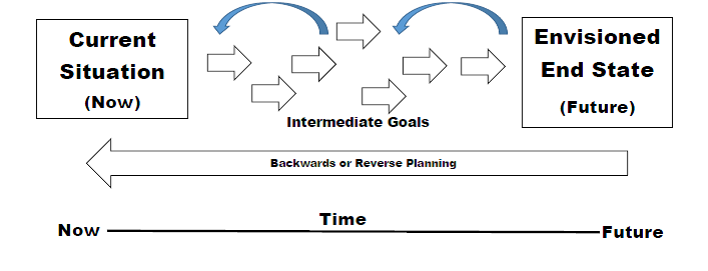 Current
Situation
(Now)
Envisioned
End State
(Future)
Intermediate Goals
Backwards or Reverse Planning
Time
Now
Future